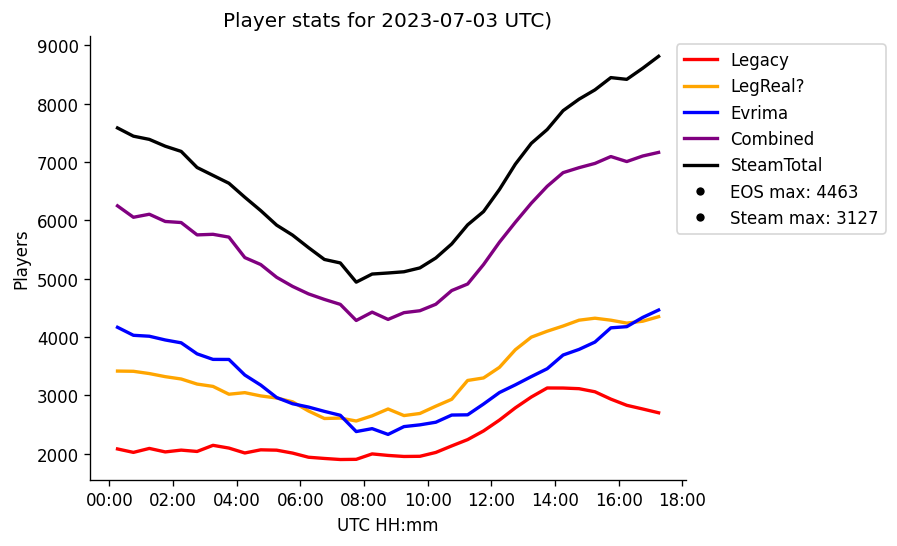 Player stats for 2023-07-03 UTC)
9000
8000
7000
6000
5000
4000
3000
2000
Players
00:00 02:00 04:00 06:00 08:00 10:00 12:00 14:00 16:00 18:00
UTC HH:mm
Legacy
LegReal?
Evrima
Combined
SteamTotal
EOS max: 4463
Steam max: 3127